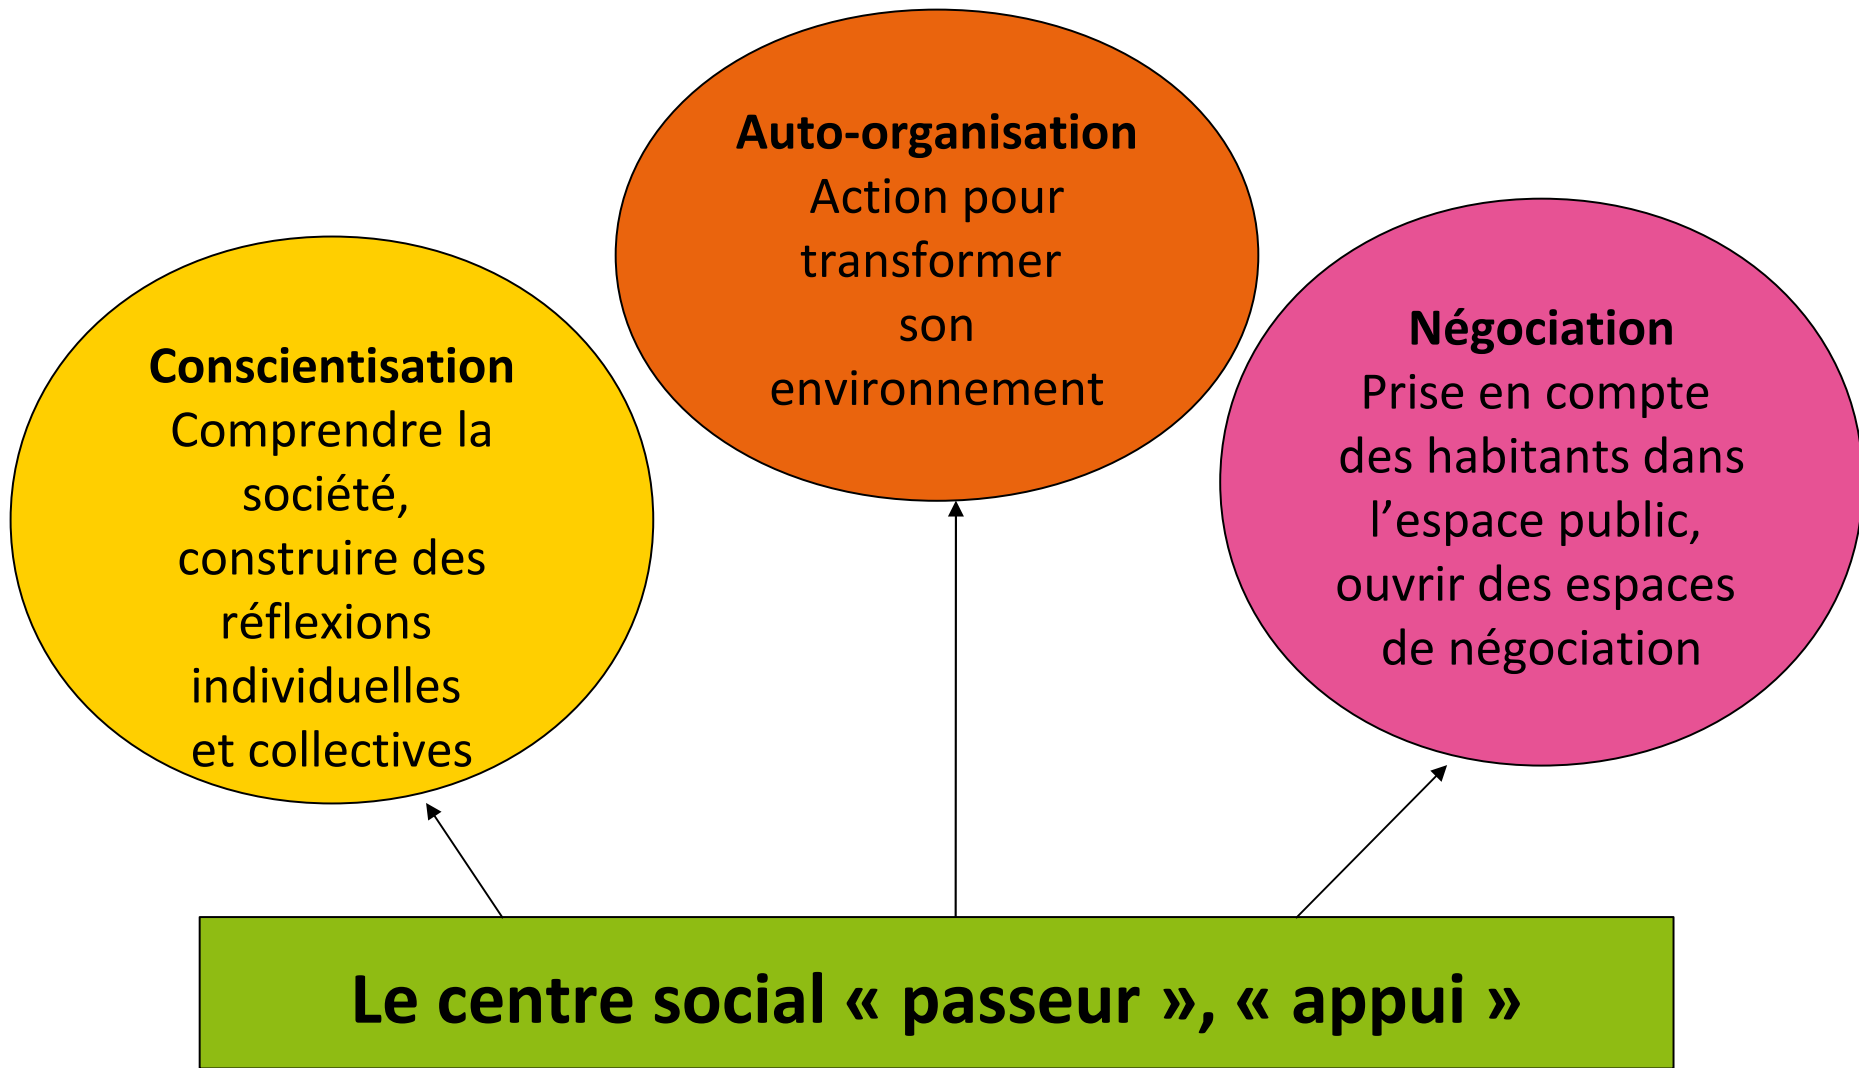 Auto-organisation
Action pour
transformer
son
environnement
Conscientisation
Comprendre la
société,
construire des
réflexions
individuelles
et collectives
Négociation
Prise en compte
des habitants dans
l’espace public,
ouvrir des espaces
de négociation
Le centre social « passeur », « appui »